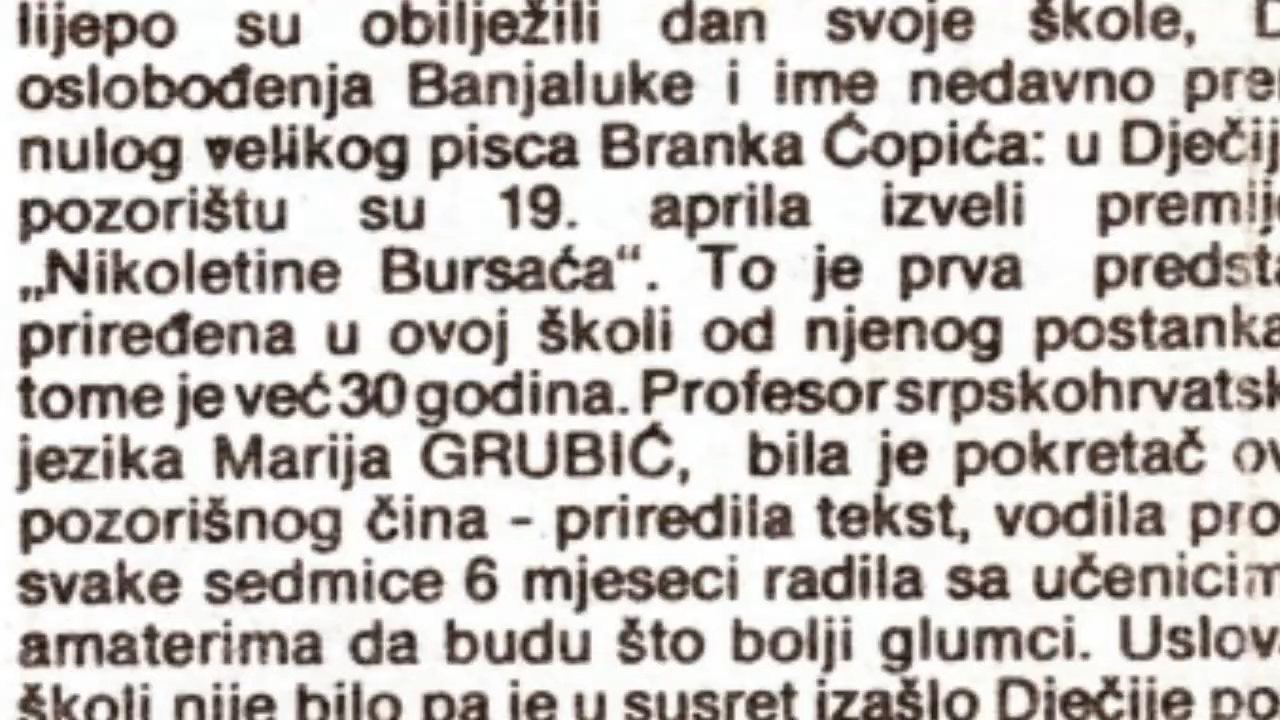 lijepo su obilježili dan svoje škole, D
oslobođenja Banjaluke i ime nedavno pre
nulog velikog pisca Branka Ćopića: u Dječij
pozorištu su 19. aprila izveli premij
„Nikoletine Bursaća“. To je prva predsta
priređena u ovoj školi od njenog postanka
tome je već 30 godina. Profesor srpskohrvatsk
jezika Marija GRUBIĆ, bila je pokretač ov
pozorišnog čina - priredila tekst, vodila pro
svake sedmice 6 mjeseci radila sa učenicim
amaterima da budu što bolji glumci. Uslov
školi nije bilo pa je u susret izašlo Dječije po